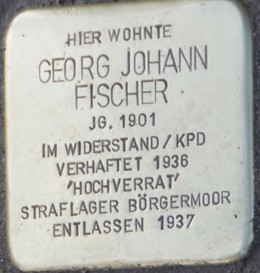 HIER WOHNTE
GEORG JOHANN
FISCHER
JG. 1901
IM WIDERSTAND / KPD
VERHAFTET 1936
'HOCHVERRAT'
STRAFLAGER BÖRGERMOOR
ENTLASSEN 1937